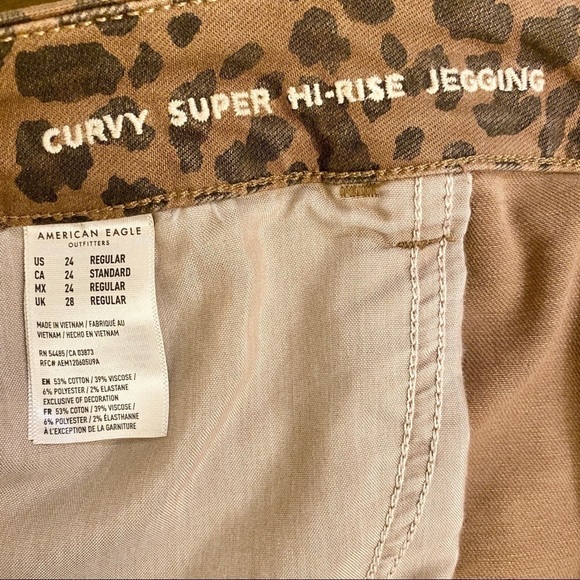 CURVY SUPER HI-RISE JEGGING
AMERICAN EAGLE
OUTFITTERS
US 24 REGULAR
CA 24 STANDARD
MX 24 REGULAR
UK 28 REGULAR
MADE IN VIETNAM / FABRIQUÉ AU
VIETNAM / HECHO EN VIETNAM
RN 54485/CA 03873
RFC# AEM120605U9A
EN 53% COTTON / 39% VISCOSE /
6% POLYESTER / 2% ELASTANE
EXCLUSIVE OF DECORATION
FR 53% COTTON / 39% VISCOSE /
6% POLYESTER / 2% ÉLASTHANNE
À L'EXCEPTION DE LA GARNITURE